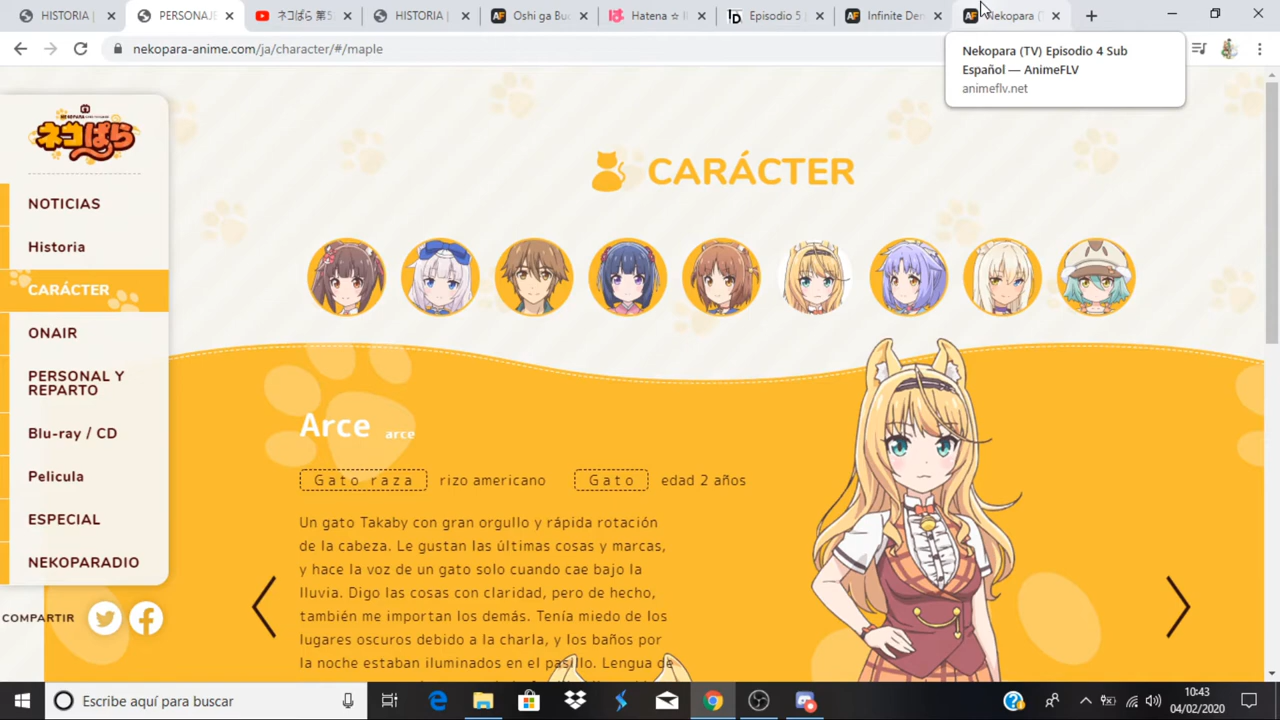 HISTORIA |
PERSONAJE
ネコぱら 第5
HISTORIA |
Oshi ga Bu
Hatena ☆ I
Episodio 5
Infinite Den
Nekopara (T
nekopara-anime.com/ja/character/#/maple
Nekopara (TV) Episodio 4 Sub
Español — AnimeFLV
animeflv.net
ネコぱら
NOTICIAS
Historia
CARÁCTER
ONAIR
PERSONAL Y
REPARTO
Blu-ray / CD
Pelicula
ESPECIAL
NEKOPARADIO
COMPARTIR
CARÁCTER
Arce arce
Gato raza rizo americano Gato edad 2 años
Un gato Takaby con gran orgullo y rápida rotación
de la cabeza. Le gustan las últimas cosas y marcas,
y hace la voz de un gato solo cuando cae bajo la
lluvia. Digo las cosas con claridad, pero de hecho,
también me importan los demás. Tenía miedo de los
lugares oscuros debido a la charla, y los baños por
la noche estaban iluminados en el pasillo. Lengua de
Escribe aquí para buscar
10:43
04/02/2020